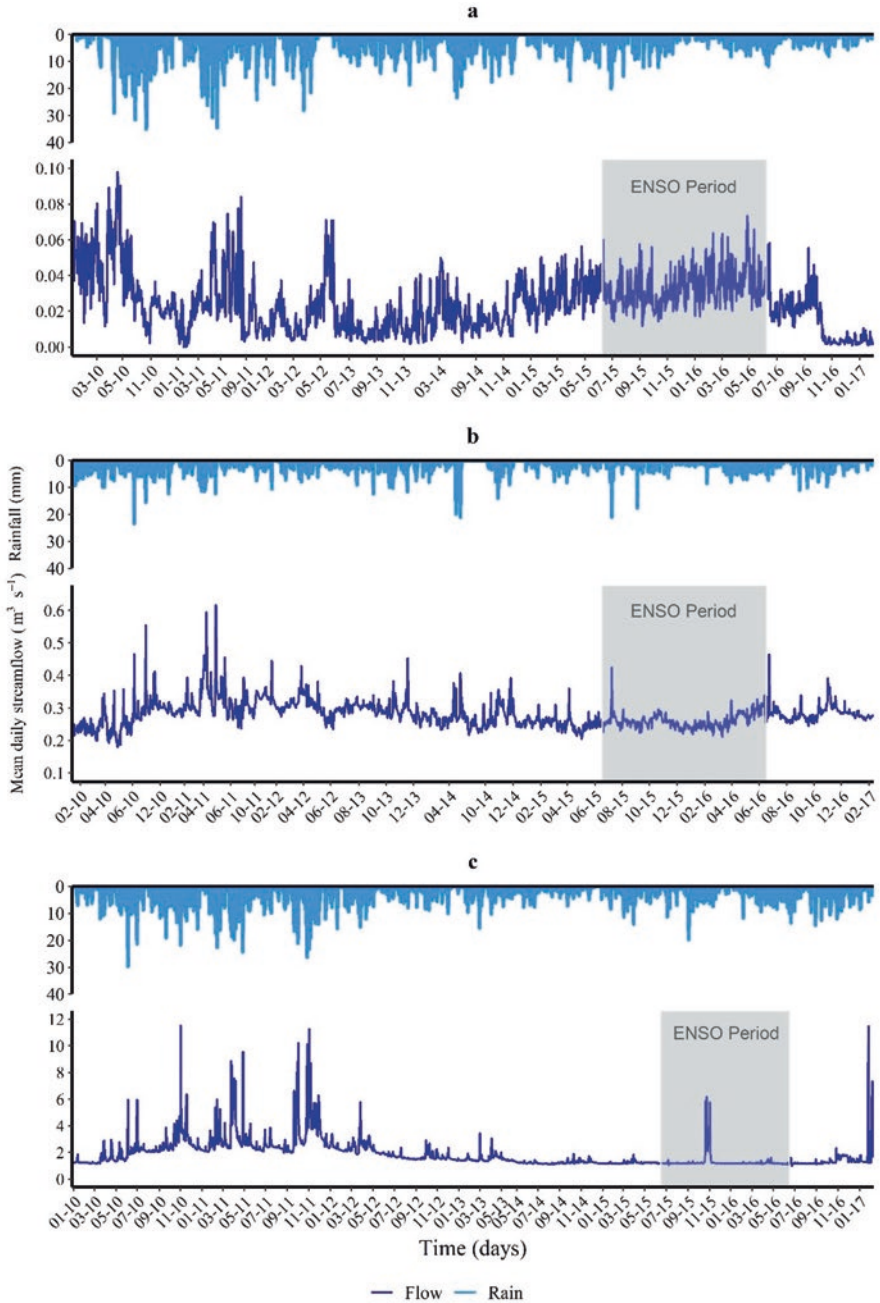 a
0
10
20
30
40
0.10
0.08
0.06
0.04
0.02
0.00
ENSO Period
03-10 05-10 11-10 01-11 03-11 05-11 09-11 01-12 03-12 05-12 07-13 09-13 11-13 03-14 09-14 11-14 01-15 03-15 05-15 07-15 09-15 11-15 01-16 03-16 05-16 07-16 09-16 11-16 01-17
b
Mean daily streamflow ( m³ s⁻¹) Rainfall (mm)
0
10
20
30
40
0.6
0.5
0.4
0.3
0.2
0.1
ENSO Period
02-10 04-10 06-10 12-10 02-11 04-11 06-11 10-11 02-12 04-12 06-12 08-13 10-13 12-13 04-14 10-14 12-14 02-15 04-15 06-15 08-15 10-15 12-15 02-16 04-16 06-16 08-16 10-16 12-16 02-17
c
0
10
20
30
40
12
10
8
6
4
2
0
ENSO Period
01-10 03-10 05-10 07-10 09-10 11-10 01-11 03-11 05-11 07-11 09-11 11-11 01-12 03-12 05-12 07-12 09-12 11-12 01-13 03-13 05-14 07-14 09-14 11-14 01-15 03-15 05-15 07-15 09-15 11-15 01-16 03-16 05-16 07-16 09-16 11-16 01-17
Time (days)
Flow Rain